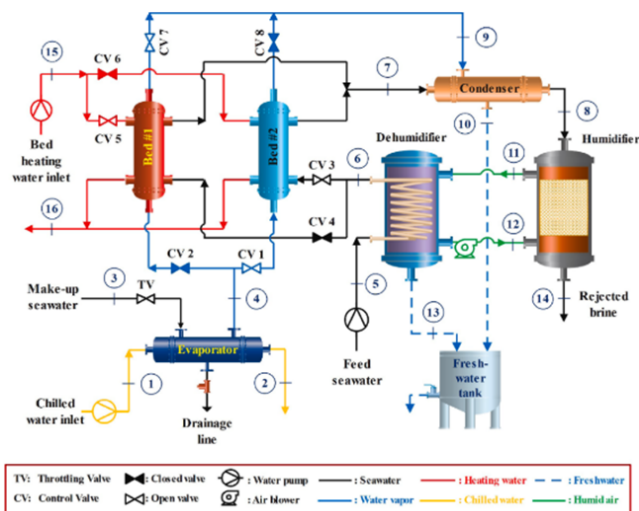 15
CV 6
CV 7
CV 8
9
7
Condenser
10
8
CV 5
Bed #1
Bed #2
Dehumidifier
Humidifier
Bed
heating
water inlet
CV 3
6
11
16
CV 4
12
CV 2
CV 1
3
TV
4
5
13
14
Make-up
seawater
Rejected
brine
Evaporator
Feed
seawater
Fresh-
water
tank
1
2
Chilled
water inlet
Drainage
line
TV: Throttling Valve
: Closed valve
: Water pump
: Seawater
: Heating water
: Freshwater
CV: Control Valve
: Open valve
: Air blower
: Water vapor
: Chilled water
: Humid air